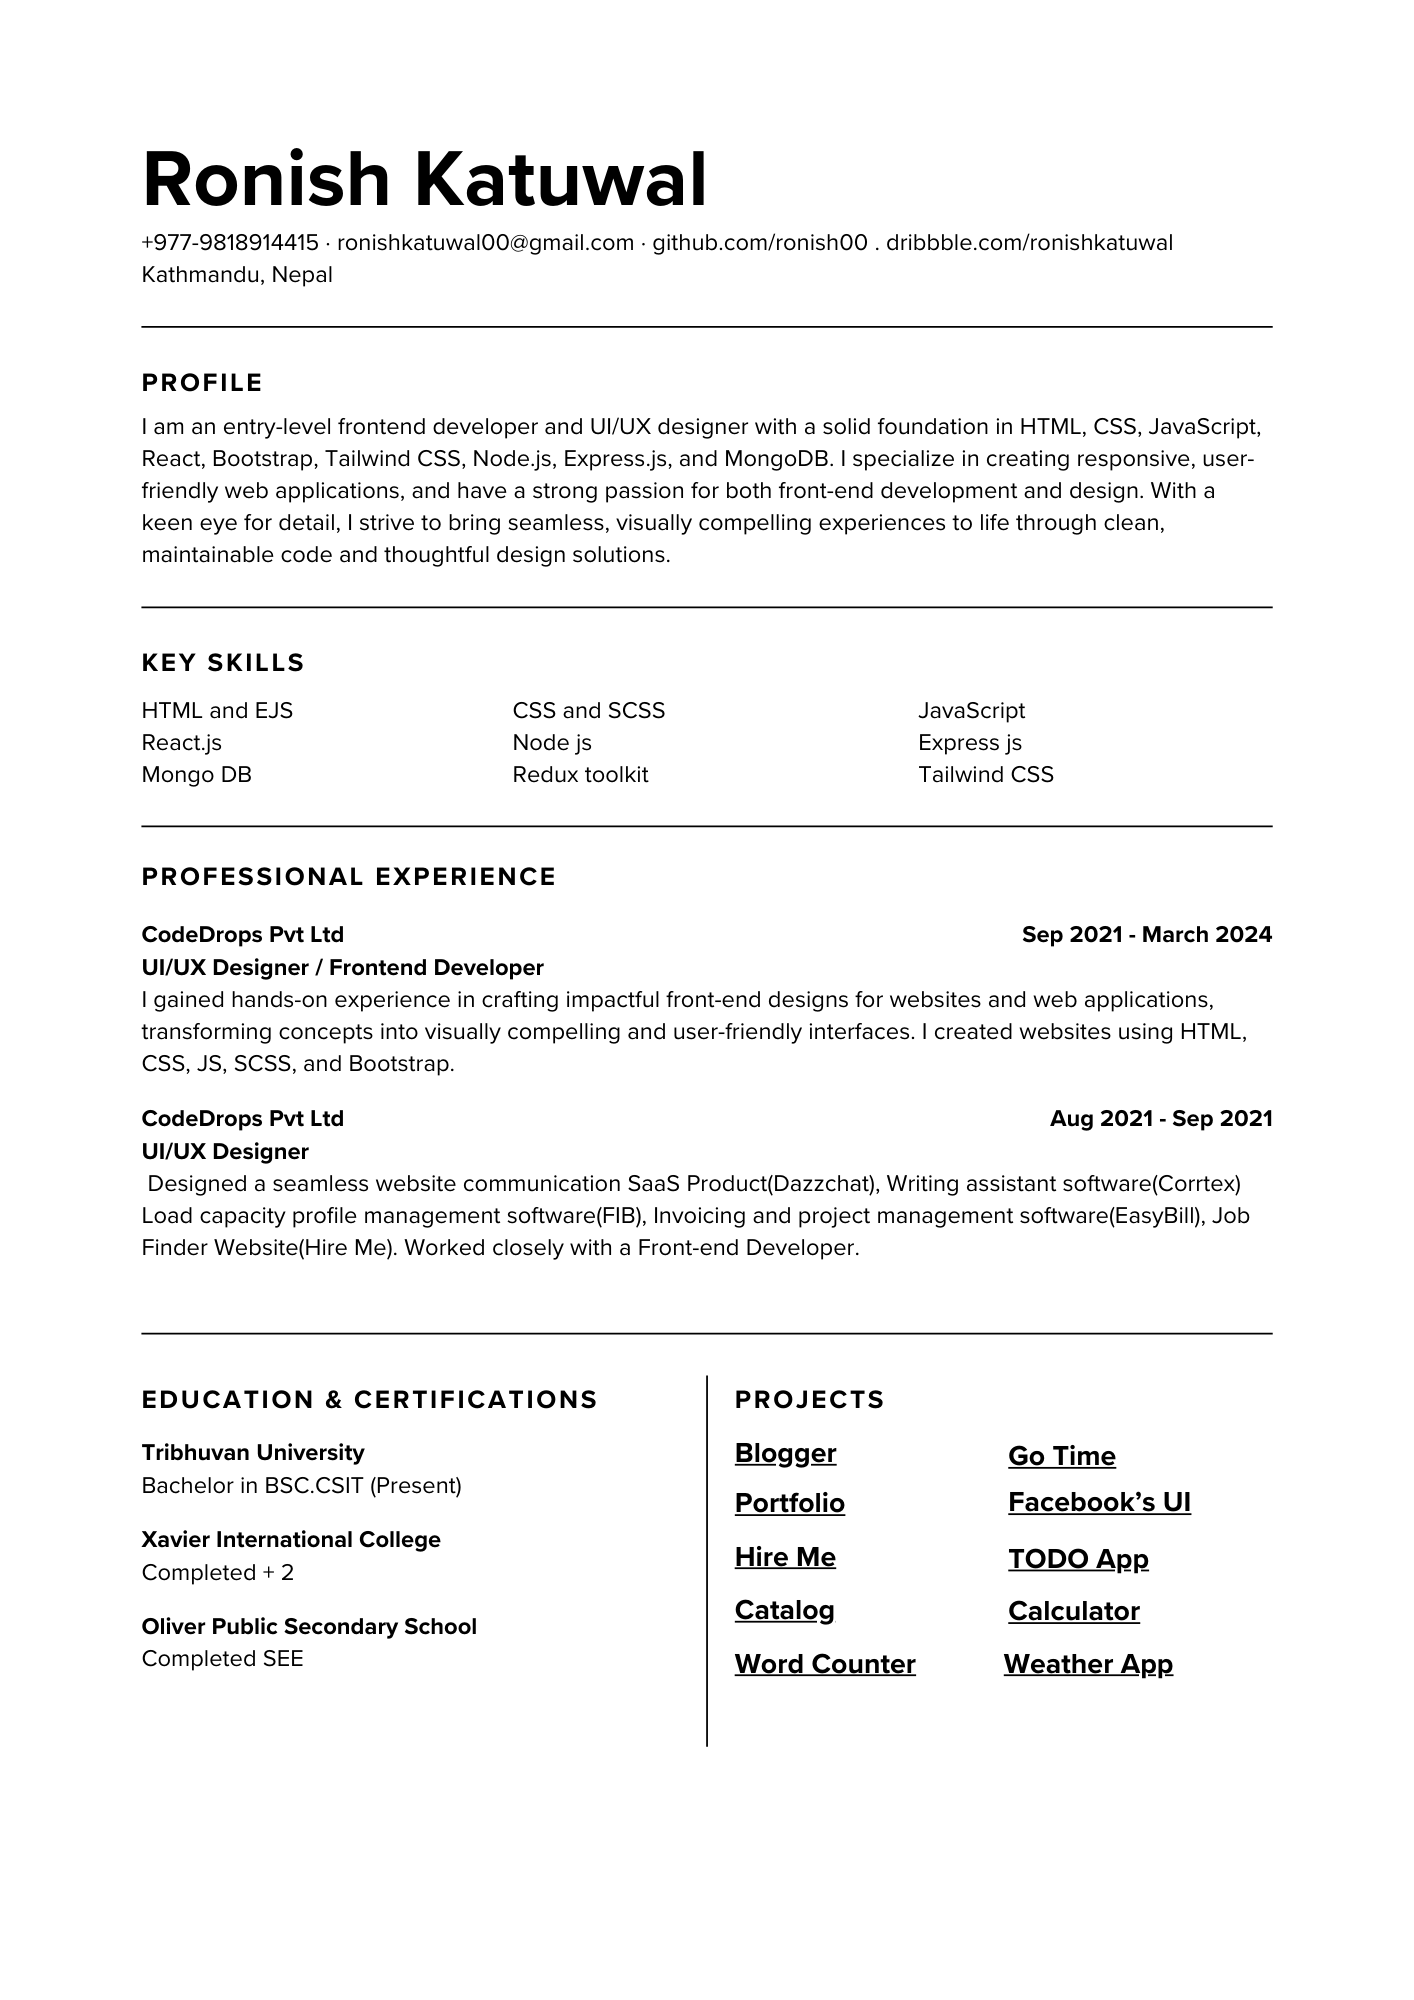 Ronish Katuwal
+977-9818914415 · ronishkatuwal00@gmail.com · github.com/ronish00 . dribbble.com/ronishkatuwal
Kathmandu, Nepal
PROFILE
I am an entry-level frontend developer and UI/UX designer with a solid foundation in HTML, CSS, JavaScript,
React, Bootstrap, Tailwind CSS, Node.js, Express.js, and MongoDB. I specialize in creating responsive, user-
friendly web applications, and have a strong passion for both front-end development and design. With a
keen eye for detail, I strive to bring seamless, visually compelling experiences to life through clean,
maintainable code and thoughtful design solutions.
KEY SKILLS
HTML and EJS CSS and SCSS JavaScript
React.js Node js Express js
Mongo DB Redux toolkit Tailwind CSS
PROFESSIONAL EXPERIENCE
CodeDrops Pvt Ltd Sep 2021 - March 2024
UI/UX Designer / Frontend Developer
I gained hands-on experience in crafting impactful front-end designs for websites and web applications,
transforming concepts into visually compelling and user-friendly interfaces. I created websites using HTML,
CSS, JS, SCSS, and Bootstrap.
CodeDrops Pvt Ltd Aug 2021 - Sep 2021
UI/UX Designer
Designed a seamless website communication SaaS Product(Dazzchat), Writing assistant software(Corrtex)
Load capacity profile management software(FIB), Invoicing and project management software(EasyBill), Job
Finder Website(Hire Me). Worked closely with a Front-end Developer.
EDUCATION & CERTIFICATIONS
Tribhuvan University
Bachelor in BSC.CSIT (Present)
Xavier International College
Completed + 2
Oliver Public Secondary School
Completed SEE
PROJECTS
Blogger Go Time
Portfolio Facebook’s UI
Hire Me TODO App
Catalog Calculator
Word Counter Weather App